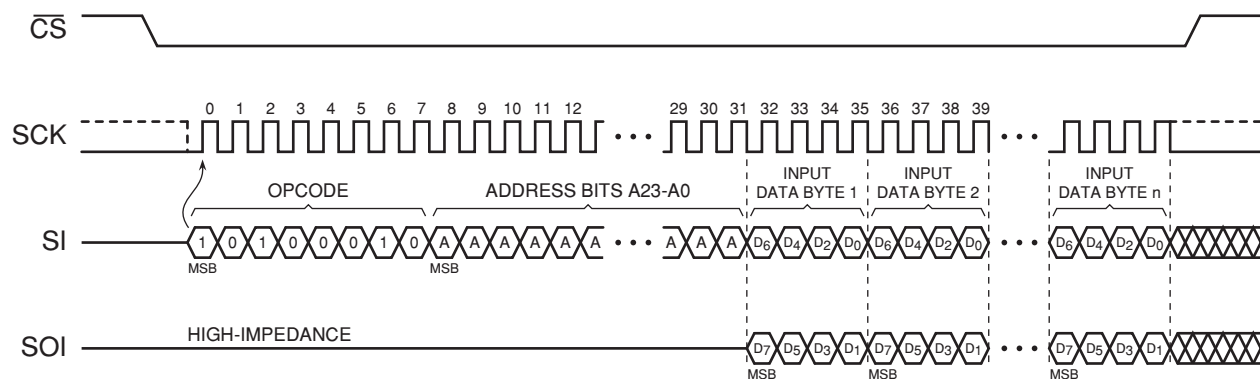 CS
SCK
0 1 2 3 4 5 6 7 8 9 10 11 12 29 30 31 32 33 34 35 36 37 38 39
OPCODE
ADDRESS BITS A23-A0
INPUT
DATA BYTE 1
INPUT
DATA BYTE 2
INPUT
DATA BYTE n
SI
1 0 1 0 0 0 1 0 A A A A A A A A A D6 D4 D2 D0 D6 D4 D2 D0 D6 D4 D2 D0
MSB MSB
HIGH-IMPEDANCE
SOI
D7 D5 D3 D1 D7 D5 D3 D1 D7 D5 D3 D1
MSB MSB MSB